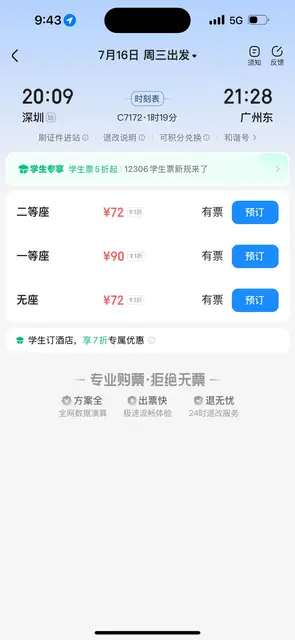 9:43
5G
7月16日 周三出发
须知
反馈
20:09
时刻表
21:28
深圳
C7172·1时19分
广州东
刷证件进站
退改说明
可积分兑换
和谐号
学生专享 学生票5折起 12306学生票新规来了
二等座 ¥72 9.1折 有票 预订
一等座 ¥90 9.1折 有票 预订
无座 ¥72 9.1折 有票 预订
学生订酒店，享7折专属优惠
专业购票·拒绝无票
方案全 出票快 退无忧
全网数据演算 极速流畅体验 24时退改服务